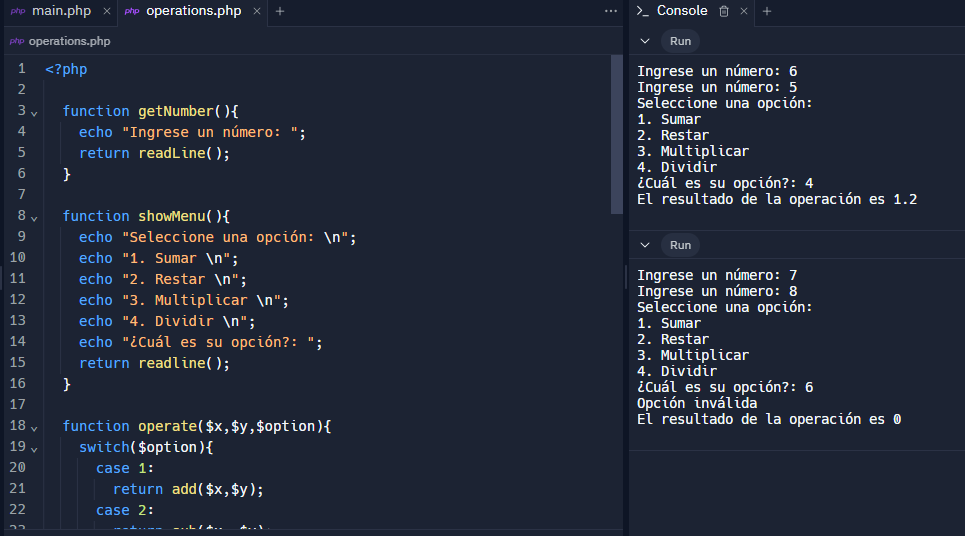 php main.php × php operations.php × +
php operations.php
1 <?php
2
3 function getNumber(){
4 echo "Ingrese un número: ";
5 return readLine();
6 }
7
8 function showMenu(){
9 echo "Seleccione una opción: \n";
10 echo "1. Sumar \n";
11 echo "2. Restar \n";
12 echo "3. Multiplicar \n";
13 echo "4. Dividir \n";
14 echo "¿Cuál es su opción?: ";
15 return readline();
16 }
17
18 function operate($x,$y,$option){
19 switch($option){
20 case 1:
21 return add($x,$y);
22 case 2:
>_ Console × +
Run
Ingrese un número: 6
Ingrese un número: 5
Seleccione una opción:
1. Sumar
2. Restar
3. Multiplicar
4. Dividir
¿Cuál es su opción?: 4
El resultado de la operación es 1.2
Run
Ingrese un número: 7
Ingrese un número: 8
Seleccione una opción:
1. Sumar
2. Restar
3. Multiplicar
4. Dividir
¿Cuál es su opción?: 6
Opción inválida
El resultado de la operación es 0